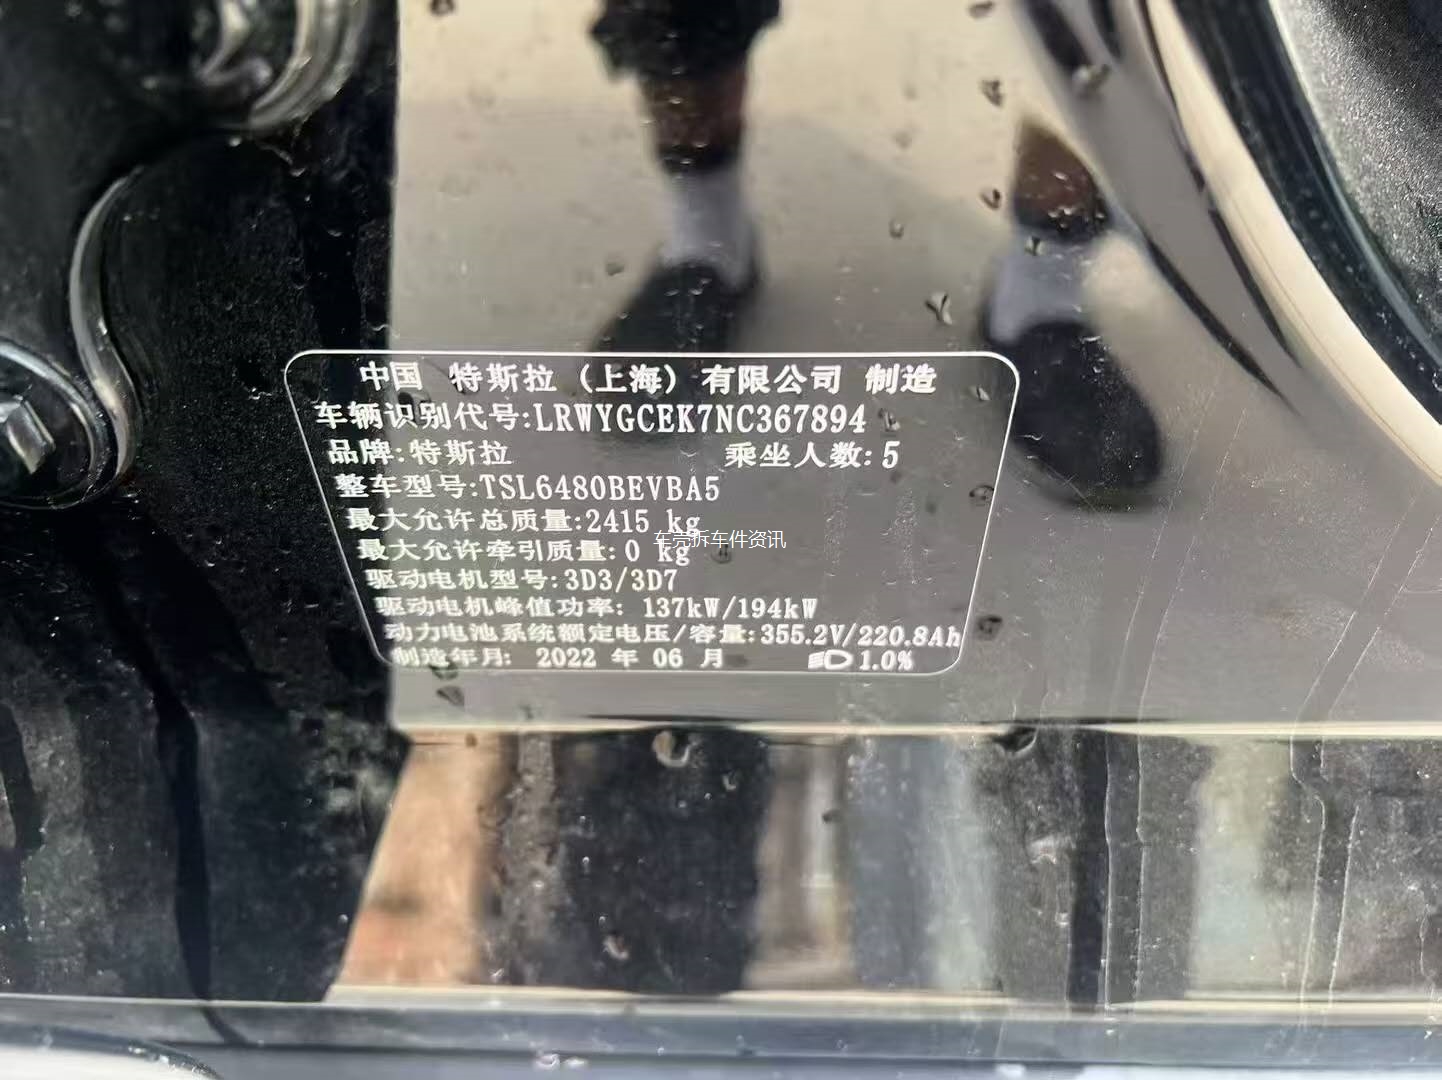 中国 特斯拉（上海）有限公司 制造
车辆识别代号:LRWYGCEK7NC367894
品牌:特斯拉 乘坐人数:5
整车型号:TSL6480BEVBA5
最大允许总质量:2415 kg
最大允许牵引质量:0 kg
驱动电机型号:3D3/3D7
驱动电机峰值功率: 137kW/194kW
动力电池系统额定电压/容量:355.2V/220.8Ah
制造年月: 2022 年 06 月 1.0%
车莞拆车件资讯